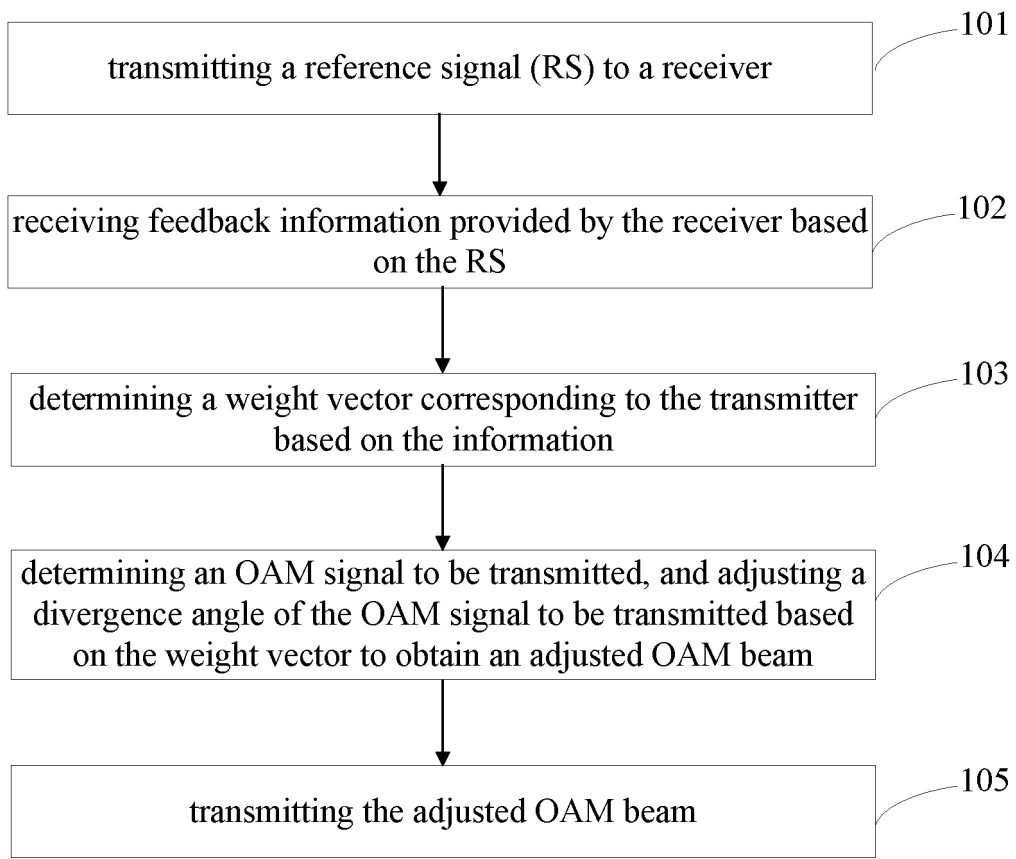 101
transmitting a reference signal (RS) to a receiver
102
receiving feedback information provided by the receiver based
on the RS
103
determining a weight vector corresponding to the transmitter
based on the information
104
determining an OAM signal to be transmitted, and adjusting a
divergence angle of the OAM signal to be transmitted based
on the weight vector to obtain an adjusted OAM beam
105
transmitting the adjusted OAM beam